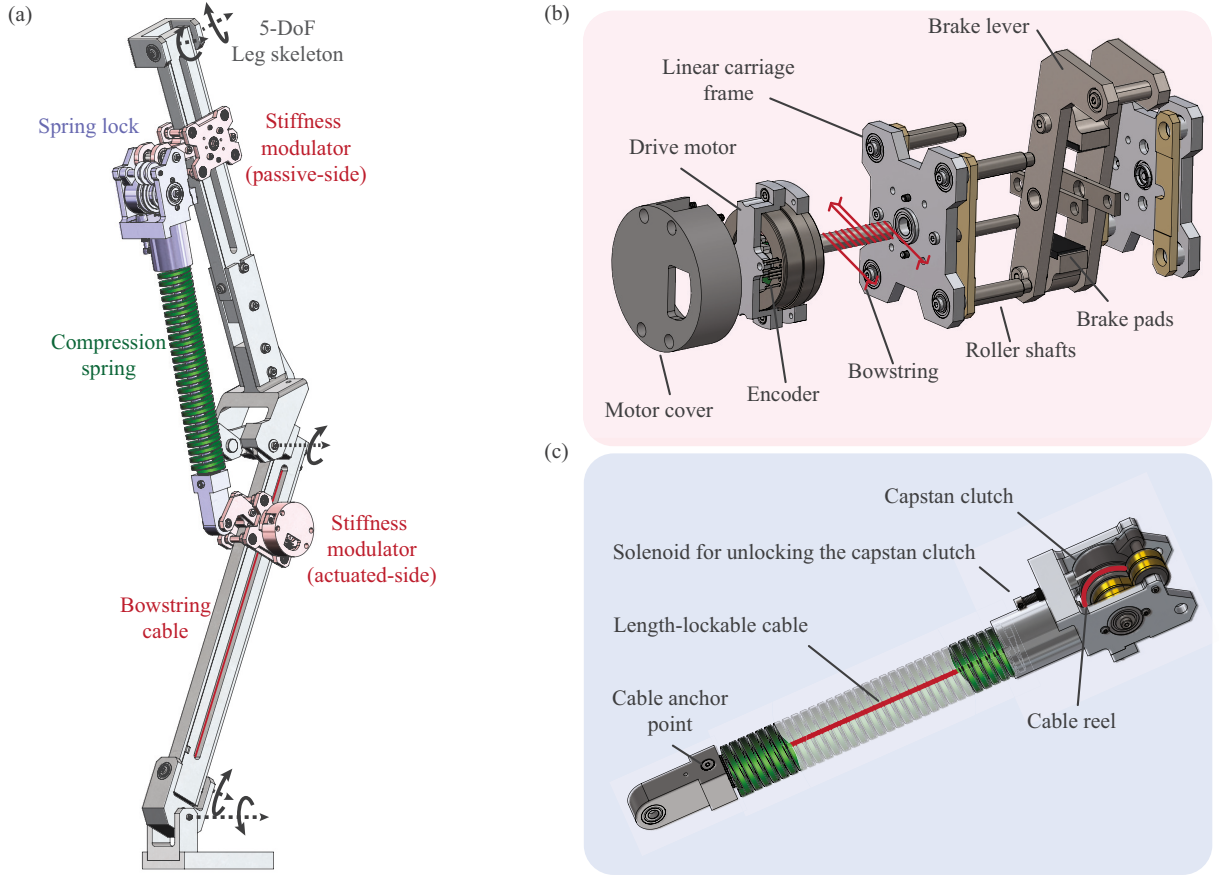 (a)
5-DoF
Leg skeleton
Spring lock
Stiffness
modulator
(passive-side)
Compression
spring
Stiffness
modulator
(actuated-side)
Bowstring
cable
(b)
Brake lever
Linear carriage
frame
Drive motor
Brake pads
Roller shafts
Bowstring
Encoder
Motor cover
(c)
Capstan clutch
Solenoid for unlocking the capstan clutch
Length-lockable cable
Cable anchor
point
Cable reel